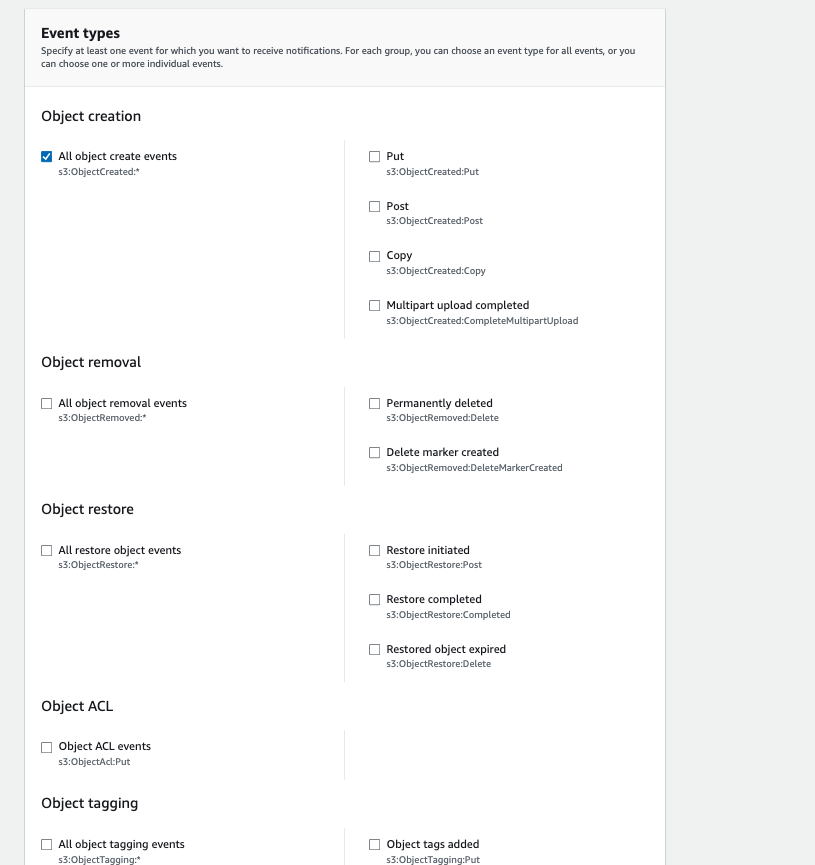 Event types
Specify at least one event for which you want to receive notifications. For each group, you can choose an event type for all events, or you
can choose one or more individual events.
Object creation
All object create events
s3:ObjectCreated:*
Put
s3:ObjectCreated:Put
Post
s3:ObjectCreated:Post
Copy
s3:ObjectCreated:Copy
Multipart upload completed
s3:ObjectCreated:CompleteMultipartUpload
Object removal
All object removal events
s3:ObjectRemoved:*
Permanently deleted
s3:ObjectRemoved:Delete
Delete marker created
s3:ObjectRemoved:DeleteMarkerCreated
Object restore
All restore object events
s3:ObjectRestore:*
Restore initiated
s3:ObjectRestore:Post
Restore completed
s3:ObjectRestore:Completed
Restored object expired
s3:ObjectRestore:Delete
Object ACL
Object ACL events
s3:ObjectAcl:Put
Object tagging
All object tagging events
s3:ObjectTagging:*
Object tags added
s3:ObjectTagging:Put